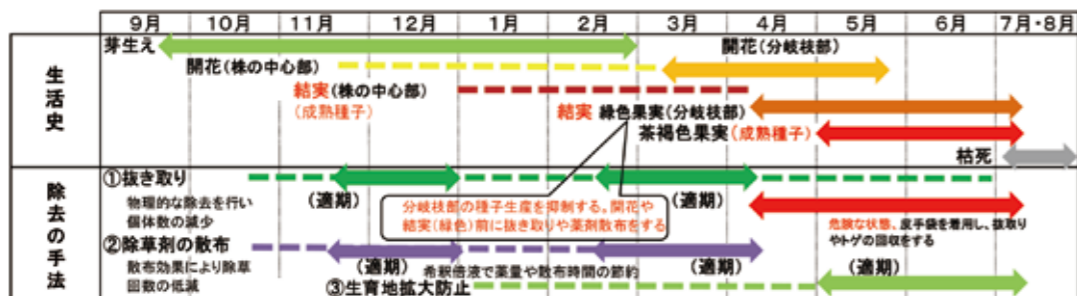 9月 10月 11月 12月 1月 2月 3月 4月 5月 6月 7月・8月
生活史
芽生え
開花(分岐枝部)
開花(株の中心部)
結実(株の中心部)
(成熟種子)
結実 緑色果実(分岐枝部)
茶褐色果実(成熟種子)
枯死
除去の手法
①抜き取り
物理的な除去を行い
個体数の減少
(適期)
(適期)
分岐枝部の種子生産を抑制する。開花や
結実(緑色)前に抜き取りや薬剤散布をする
危険な状態、皮手袋を着用し、抜取り
やトゲの回収をする
②除草剤の散布
散布効果により除草
回数の低減
(適期)
(適期)
(適期)
希釈倍液で薬量や散布時間の節約
③生育地拡大防止